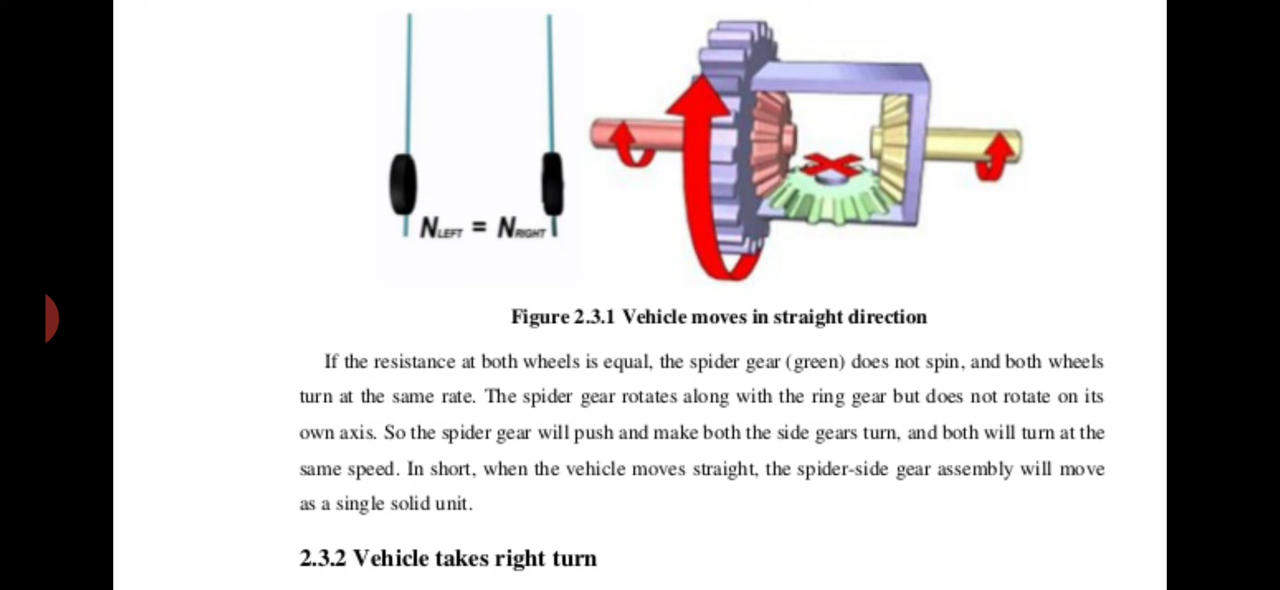 NLEFT = NRIGHT
Figure 2.3.1 Vehicle moves in straight direction
If the resistance at both wheels is equal, the spider gear (green) does not spin, and both wheels
turn at the same rate. The spider gear rotates along with the ring gear but does not rotate on its
own axis. So the spider gear will push and make both the side gears turn, and both will turn at the
same speed. In short, when the vehicle moves straight, the spider-side gear assembly will move
as a single solid unit.
2.3.2 Vehicle takes right turn